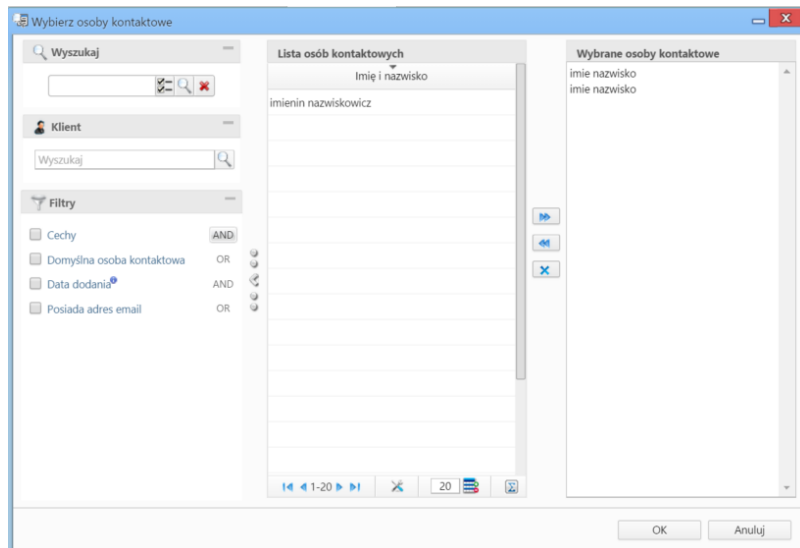 Wybierz osoby kontaktowe
Wyszukaj
Klient
Wyszukaj
Filtry
Cechy AND
Domyślna osoba kontaktowa OR
Data dodania AND
Posiada adres email OR
Lista osób kontaktowych
Imię i nazwisko
imienin nazwiskowicz
1-20
20
Wybrane osoby kontaktowe
imie nazwisko
imie nazwisko
OK Anuluj